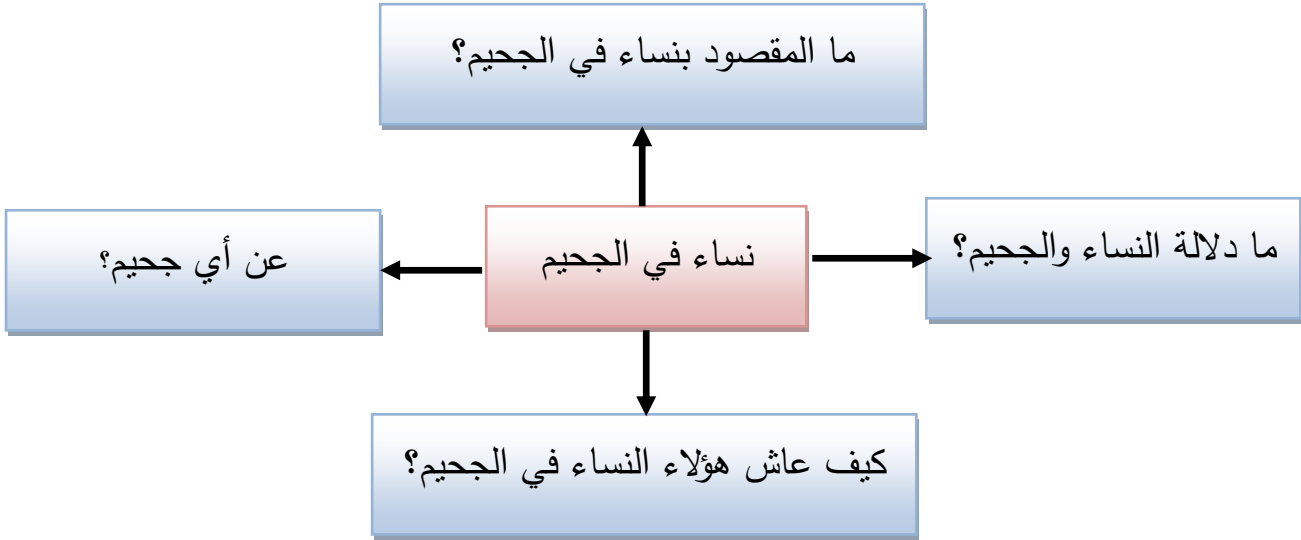 ما المقصود بنساء في الجحيم؟
ما دلالة النساء والجحيم؟
نساء في الجحيم
عن أي جحيم؟
كيف عاش هؤلاء النساء في الجحيم؟